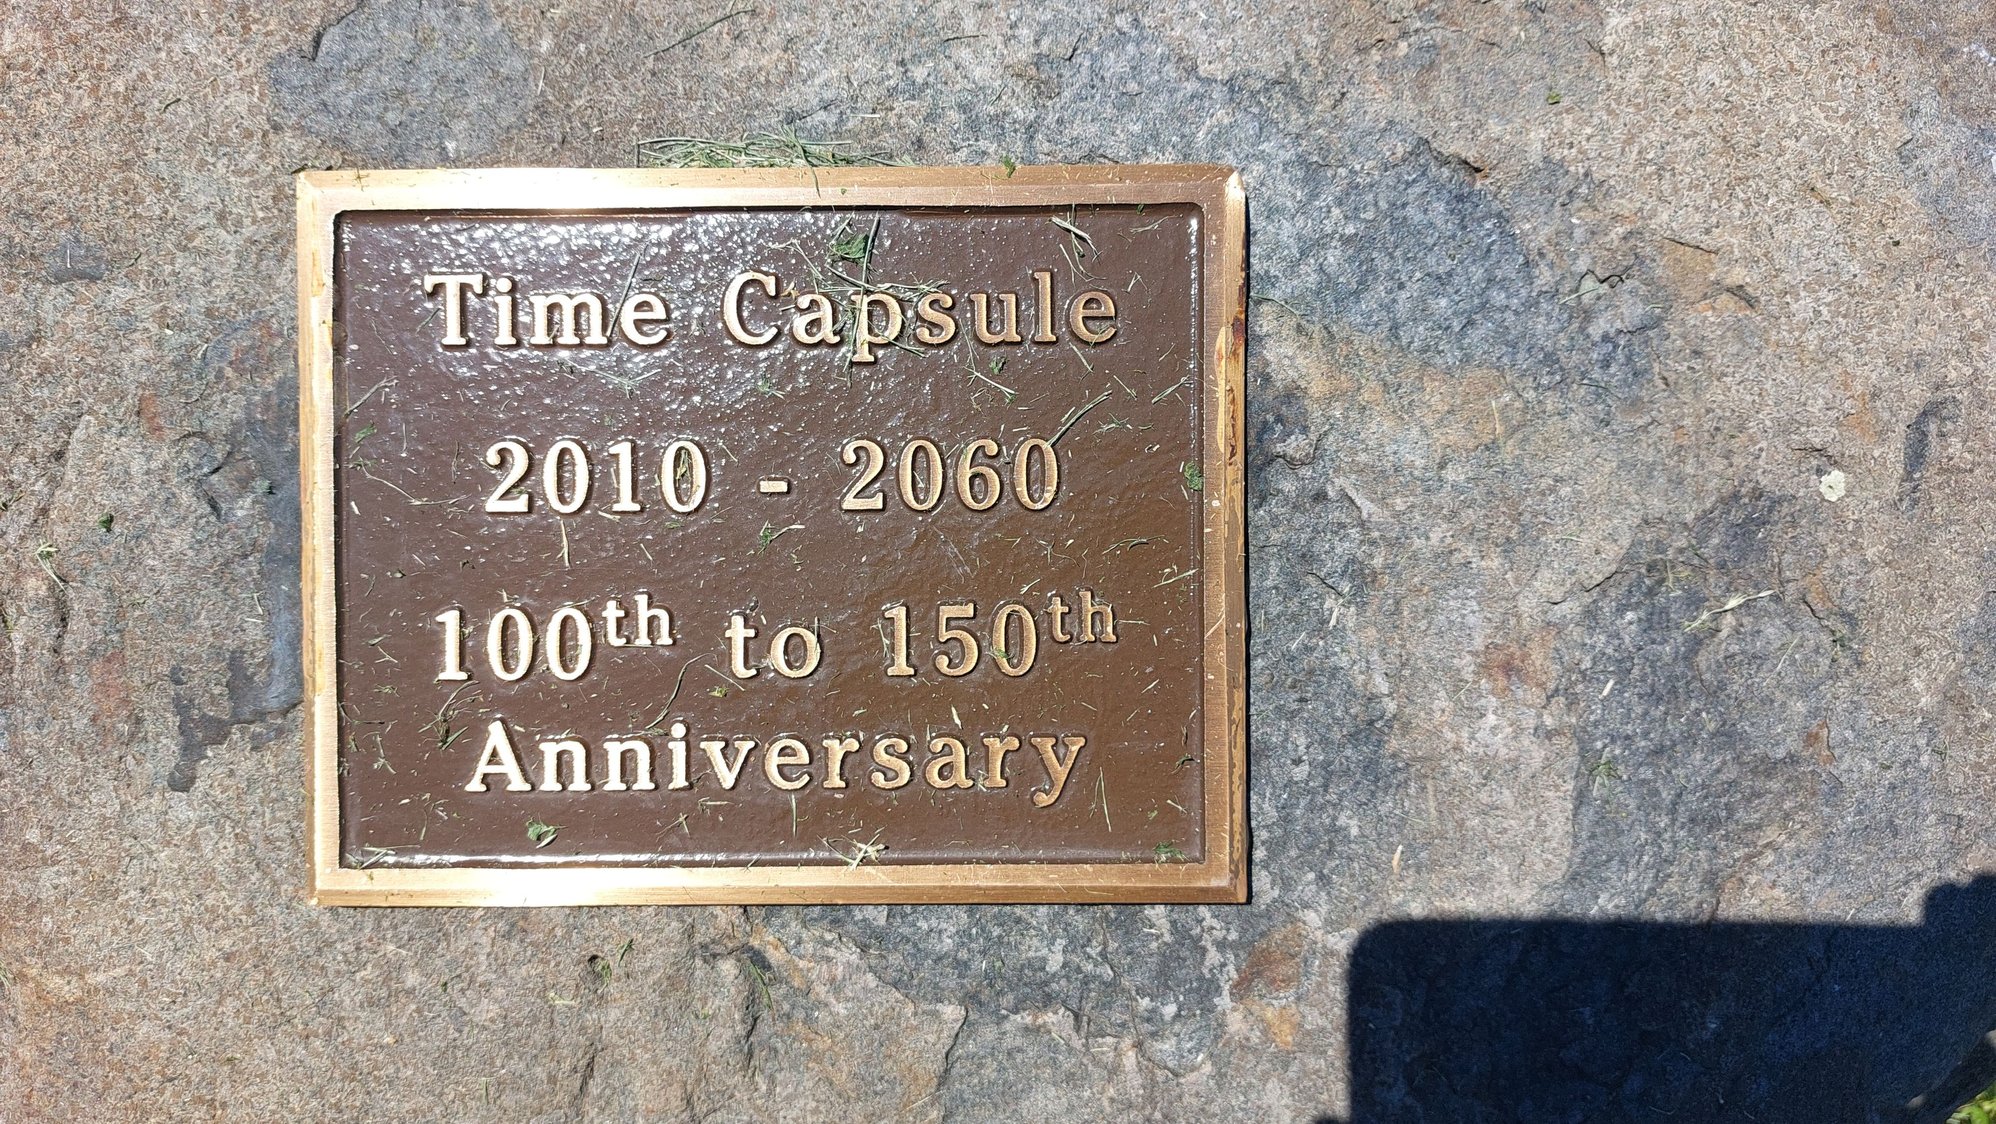 Time Capsule
2010 - 2060
100th to 150th
Anniversary